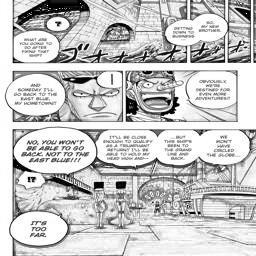 SO,
MY NEW
BROTHER,
GETTING
DOWN TO
BUSINESS.
?
WHAT ARE
YOU GOING
TO DO
AFTER
FIXING THAT
SHIP?
OBVIOUSLY,
WE'RE
DESTINED FOR
EVEN MORE
ADVENTURES!!
!
AND
SOMEDAY I'LL
GO BACK TO
THE EAST
BLUE,
MY HOMETOWN?
WE
WON'T
HAVE
CIRCLED
THE GLOBE...
...BUT
THIS SHIP'S
BEEN TO
THE GRAND
LINE AND
BACK.
IT'LL BE CLOSE
ENOUGH TO QUALIFY
AS A TRIUMPHANT
RETURN! I'LL BE
ABLE TO HOLD MY
HEAD HIGH AND--
NO, YOU WON'T
BE ABLE TO GO
BACK. NOT TO THE
EAST BLUE!!!
!?
IT'S
TOO
FAR.